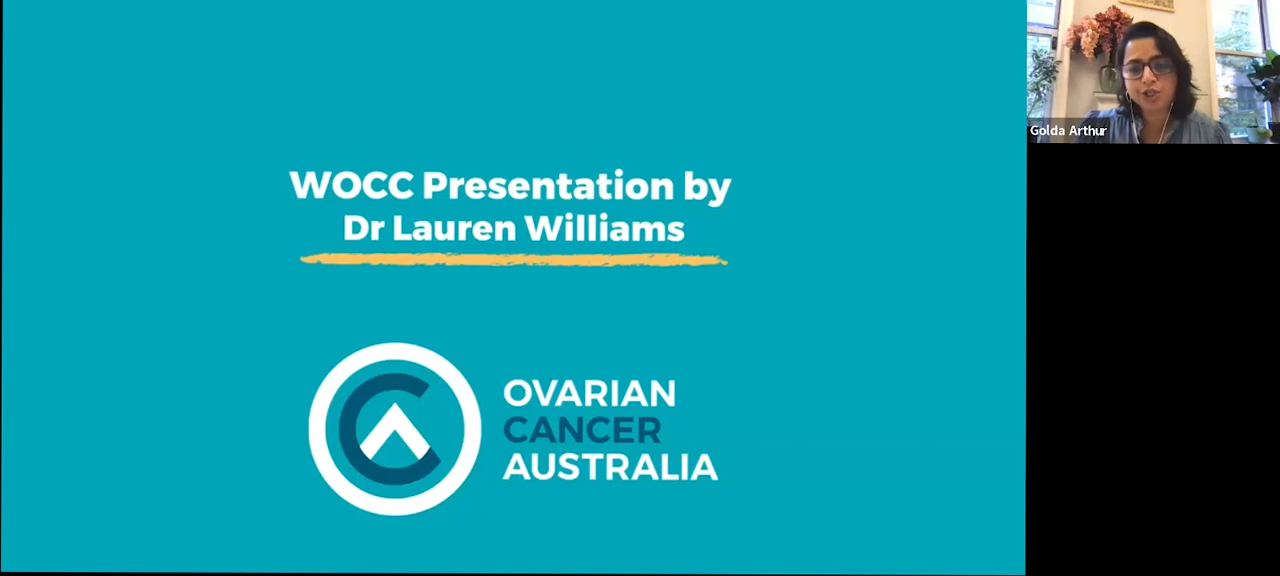 WOCC Presentation by
Dr Lauren Williams
OVARIAN
CANCER
AUSTRALIA
Golda Arthur